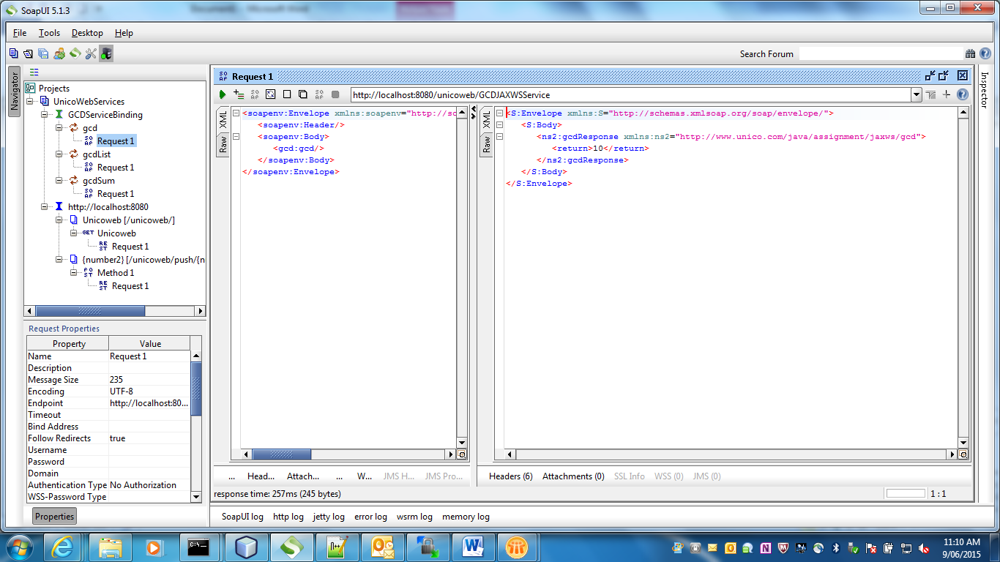 SoapUI 5.1.3
File Tools Desktop Help
Search Forum
Navigator
Projects
UnicoWebServices
GCDServiceBinding
gcd
Request 1
gcdList
Request 1
gcdSum
Request 1
http://localhost:8080
Unicoweb [/unicoweb/]
GET Unicoweb
Request 1
{number2} [/unicoweb/push/{n
Method 1
Request 1
Request Properties
Property Value
Name Request 1
Description
Message Size 235
Encoding UTF-8
Endpoint http://localhost:80...
Timeout
Bind Address
Follow Redirects true
Username
Password
Domain
Authentication Type No Authorization
WSS-Password Type
Properties
Request 1
http://localhost:8080/unicoweb/GCDJAXWSService
XML
Raw
<soapenv:Envelope xmlns:soapenv="http://sc
<soapenv:Header/>
<soapenv:Body>
<gcd:gcd/>
</soapenv:Body>
</soapenv:Envelope>
XML
Raw
<S:Envelope xmlns:S="http://schemas.xmlsoap.org/soap/envelope/">
<S:Body>
<ns2:gcdResponse xmlns:ns2="http://www.unico.com/java/assignment/jaxws/gcd">
<return>10</return>
</ns2:gcdResponse>
</S:Body>
</S:Envelope>
Inspector
... Head... Attach... ... W... JMS H... JMS Pro...
Headers (6) Attachments (0) SSL Info WSS (0) JMS (0)
response time: 257ms (245 bytes)
1 : 1
SoapUI log http log jetty log error log wsrm log memory log
11:10 AM
9/06/2015